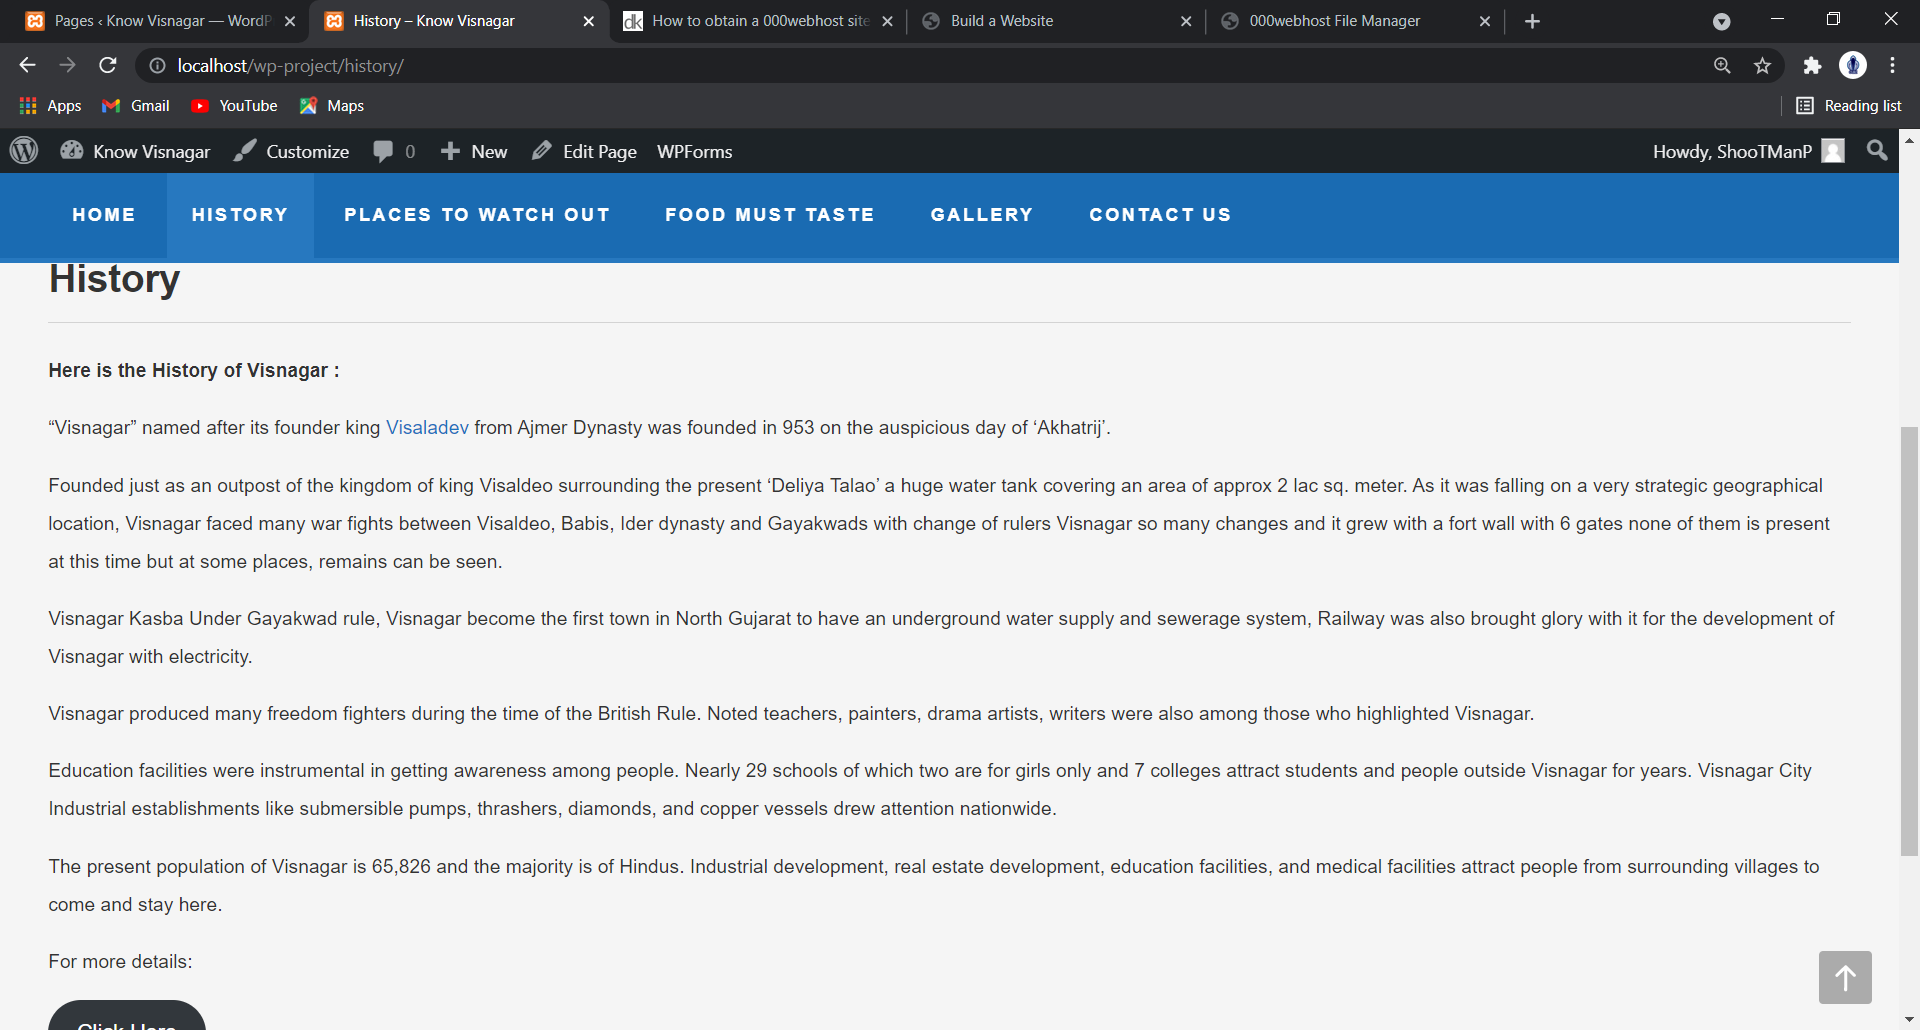 Pages ‹ Know Visnagar — WordP
History – Know Visnagar
dk
How to obtain a 000webhost site
Build a Website
000webhost File Manager
localhost/wp-project/history/
Apps
Gmail
YouTube
Maps
Reading list
Know Visnagar
Customize
0
New
Edit Page
WPForms
Howdy, ShooTManP
HOME
HISTORY
PLACES TO WATCH OUT
FOOD MUST TASTE
GALLERY
CONTACT US
History
Here is the History of Visnagar :
“Visnagar” named after its founder king Visaladev from Ajmer Dynasty was founded in 953 on the auspicious day of ‘Akhatrij’.
Founded just as an outpost of the kingdom of king Visaldeo surrounding the present ‘Deliya Talao’ a huge water tank covering an area of approx 2 lac sq. meter. As it was falling on a very strategic geographical
location, Visnagar faced many war fights between Visaldeo, Babis, Ider dynasty and Gayakwads with change of rulers Visnagar so many changes and it grew with a fort wall with 6 gates none of them is present
at this time but at some places, remains can be seen.
Visnagar Kasba Under Gayakwad rule, Visnagar become the first town in North Gujarat to have an underground water supply and sewerage system, Railway was also brought glory with it for the development of
Visnagar with electricity.
Visnagar produced many freedom fighters during the time of the British Rule. Noted teachers, painters, drama artists, writers were also among those who highlighted Visnagar.
Education facilities were instrumental in getting awareness among people. Nearly 29 schools of which two are for girls only and 7 colleges attract students and people outside Visnagar for years. Visnagar City
Industrial establishments like submersible pumps, thrashers, diamonds, and copper vessels drew attention nationwide.
The present population of Visnagar is 65,826 and the majority is of Hindus. Industrial development, real estate development, education facilities, and medical facilities attract people from surrounding villages to
come and stay here.
For more details:
Click Here